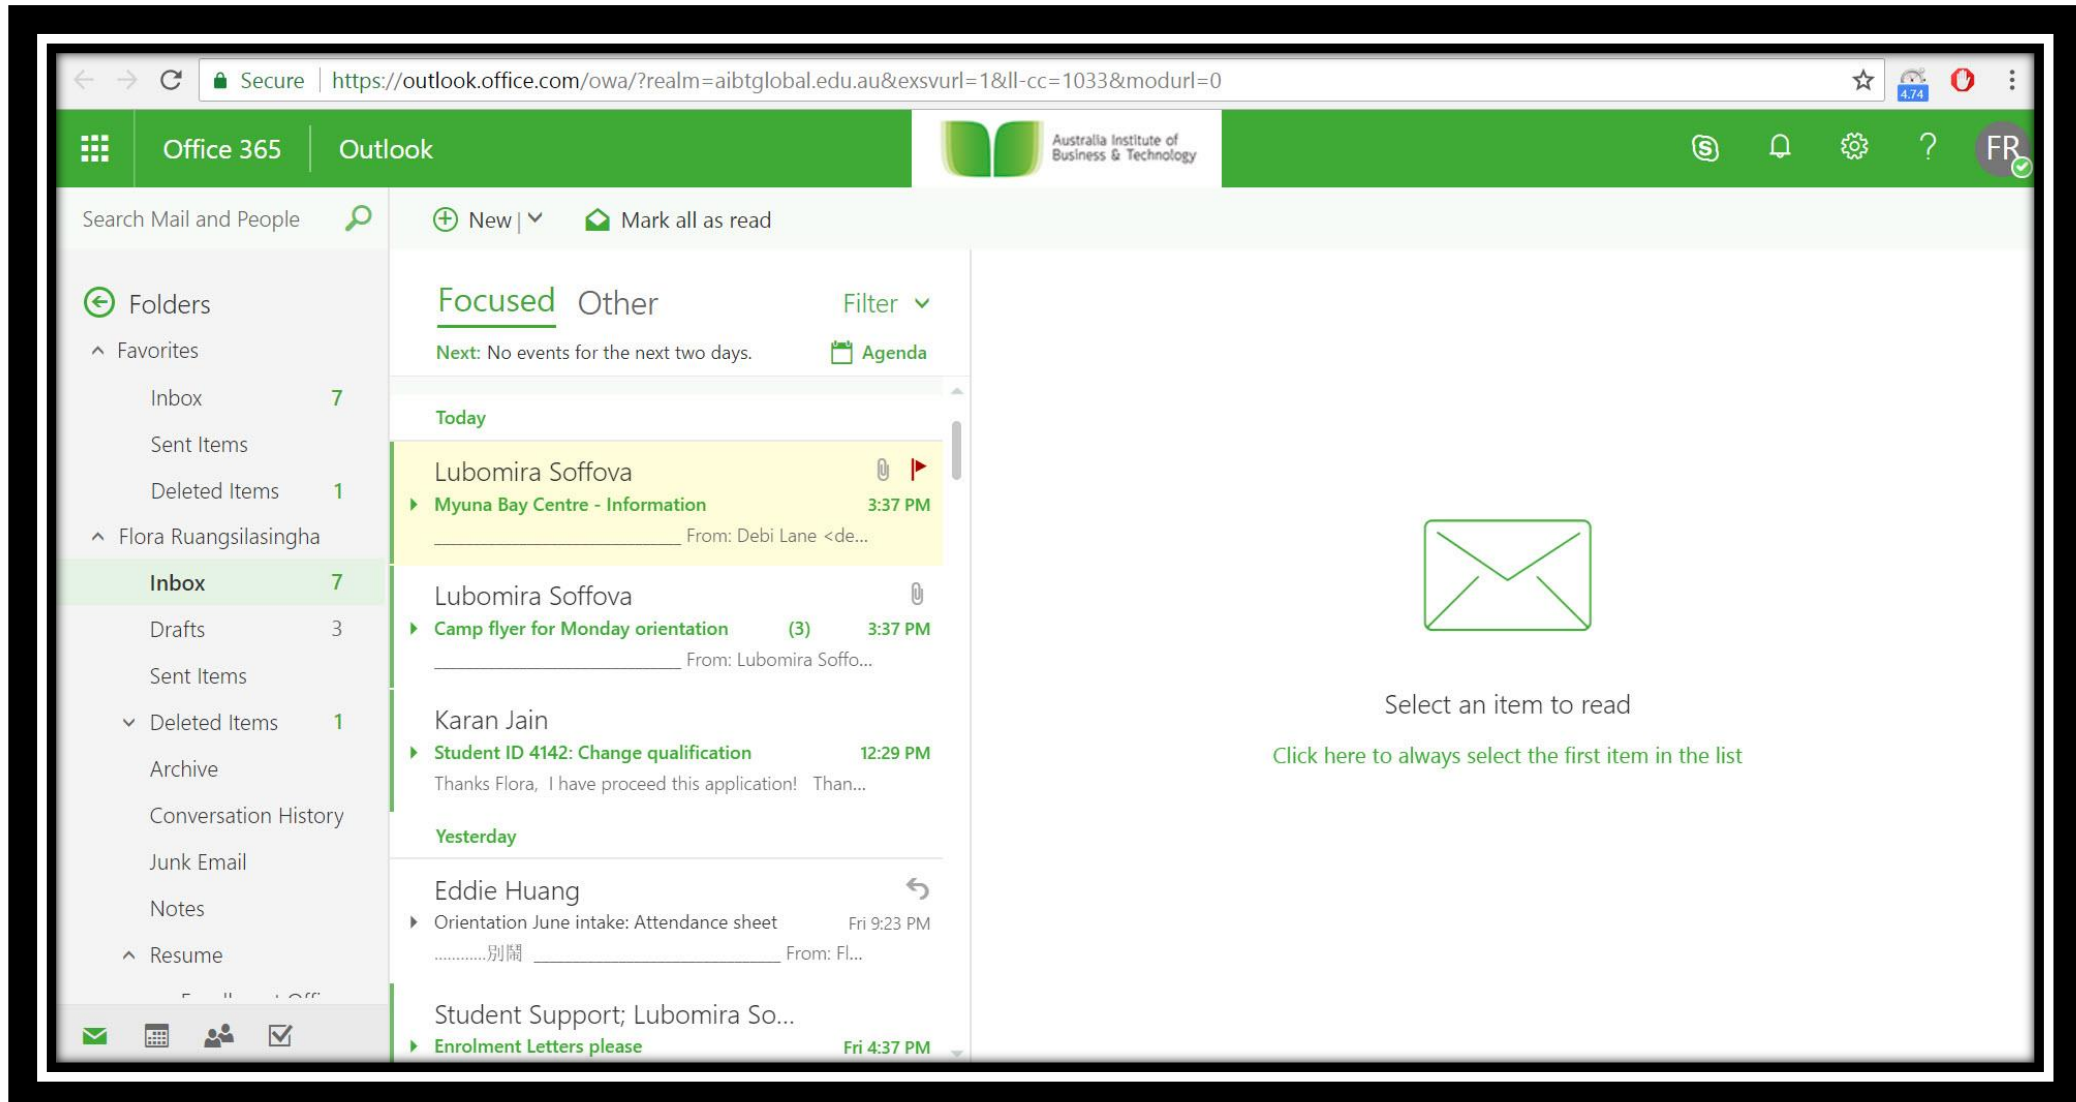 Secure | https://outlook.office.com/owa/?realm=aibtglobal.edu.au&exsvurl=1&ll-cc=1033&modurl=0
4.74
Office 365 Outlook
Australia Institute of
Business & Technology
FR
Search Mail and People
New | Mark all as read
Folders
Favorites
Inbox 7
Sent Items
Deleted Items 1
Flora Ruangsilasingha
Inbox 7
Drafts 3
Sent Items
Deleted Items 1
Archive
Conversation History
Junk Email
Notes
Resume
Focused Other Filter
Next: No events for the next two days. Agenda
Today
Lubomira Soffova
Myuna Bay Centre - Information 3:37 PM
From: Debi Lane <de...
Lubomira Soffova
Camp flyer for Monday orientation (3) 3:37 PM
From: Lubomira Soffo...
Karan Jain
Student ID 4142: Change qualification 12:29 PM
Thanks Flora, I have proceed this application! Than...
Yesterday
Eddie Huang
Orientation June intake: Attendance sheet Fri 9:23 PM
............別鬧 ____________________________ From: Fl...
Student Support; Lubomira So...
Enrolment Letters please Fri 4:37 PM
Select an item to read
Click here to always select the first item in the list